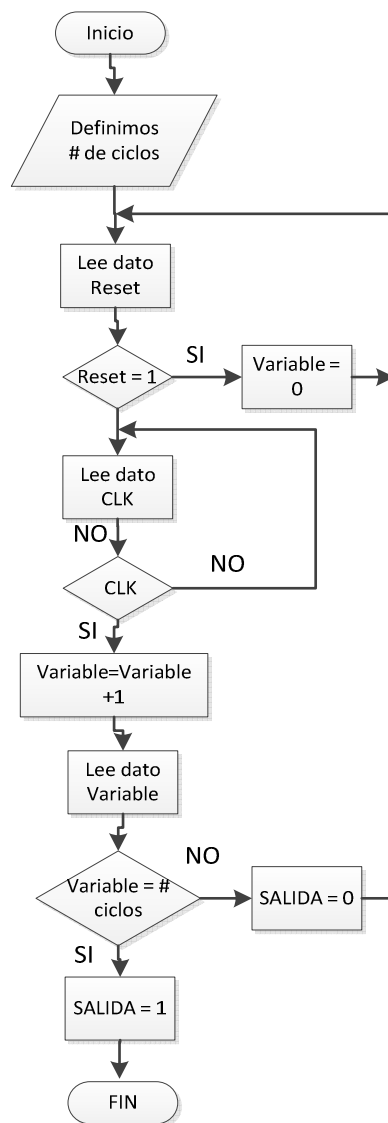 Inicio
Definimos
# de ciclos
Lee dato
Reset
Reset = 1
SI
Variable =
0
Lee dato
CLK
NO
CLK
NO
SI
Variable=Variable
+1
Lee dato
Variable
Variable = #
ciclos
NO
SALIDA = 0
SI
SALIDA = 1
FIN